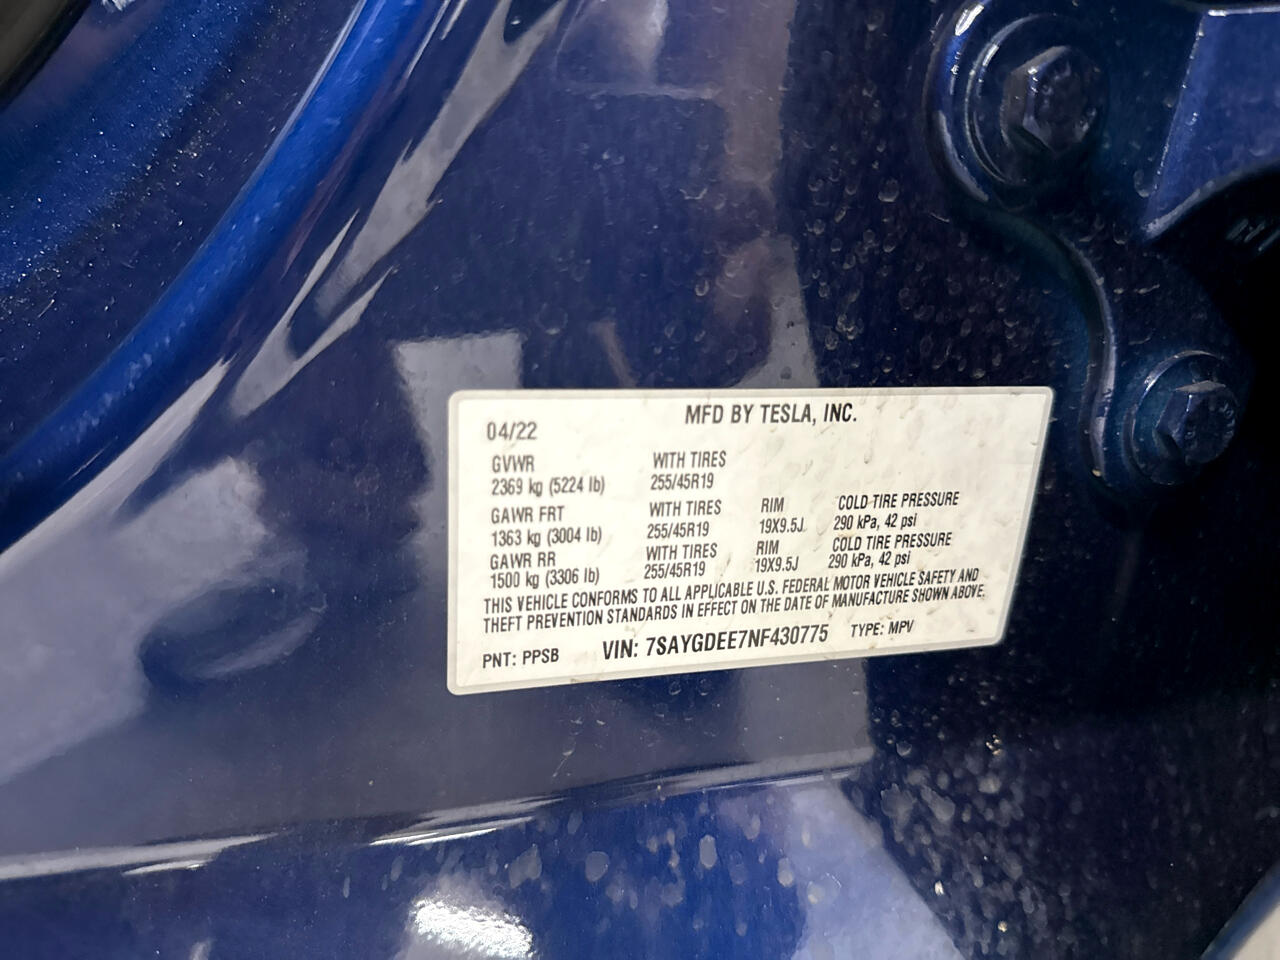 MFD BY TESLA, INC.
04/22
GVWR WITH TIRES
2369 kg (5224 lb) 255/45R19
GAWR FRT WITH TIRES RIM COLD TIRE PRESSURE
1363 kg (3004 lb) 255/45R19 19X9.5J 290 kPa, 42 psi
GAWR RR WITH TIRES RIM COLD TIRE PRESSURE
1500 kg (3306 lb) 255/45R19 19X9.5J 290 kPa, 42 psi
THIS VEHICLE CONFORMS TO ALL APPLICABLE U.S. FEDERAL MOTOR VEHICLE SAFETY AND
THEFT PREVENTION STANDARDS IN EFFECT ON THE DATE OF MANUFACTURE SHOWN ABOVE.
PNT: PPSB VIN: 7SAYGDEE7NF430775 TYPE: MPV